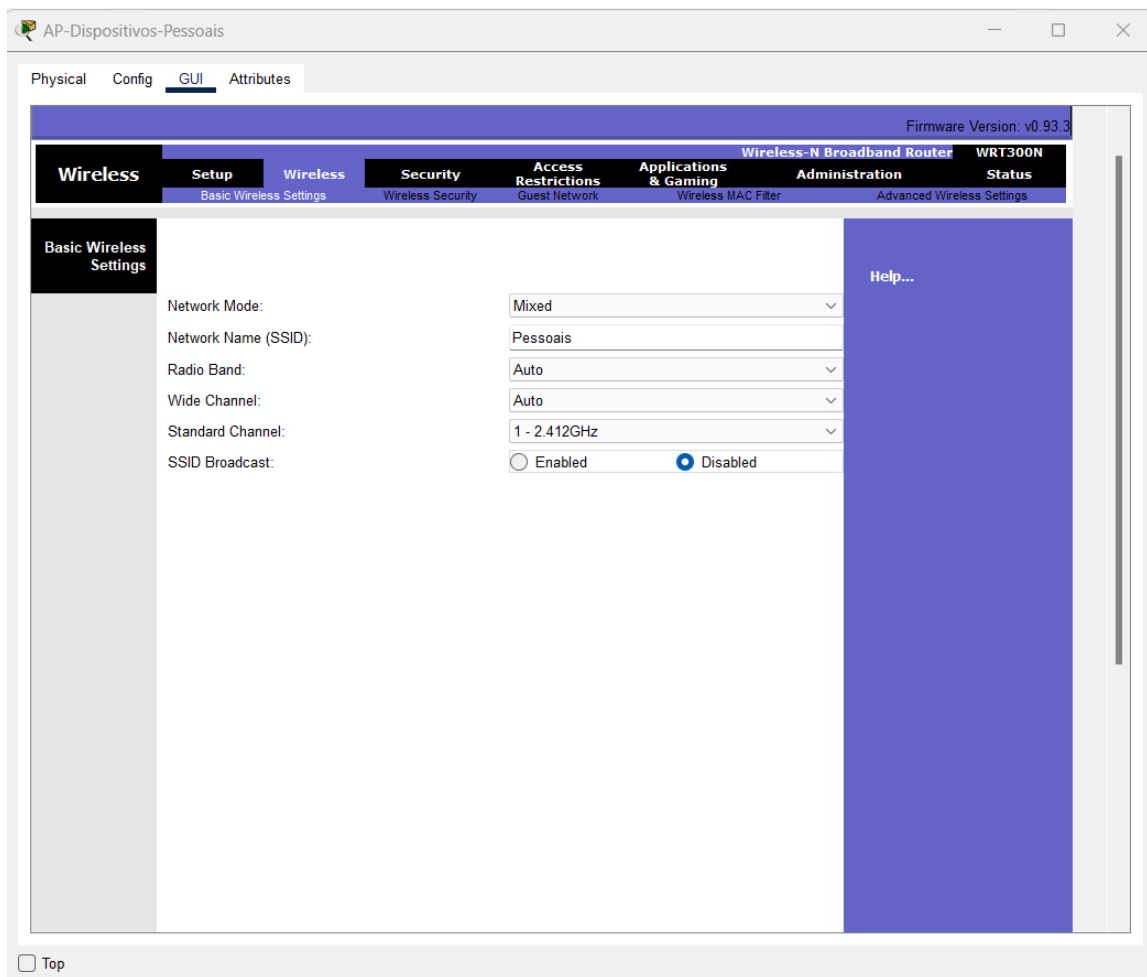 AP-Dispositivos-Pessoais
Physical Config GUI Attributes
Firmware Version: v0.93.3
Wireless-N Broadband Router WRT300N
Wireless Setup Wireless Security Access Restrictions Applications & Gaming Administration Status
Basic Wireless Settings Wireless Security Guest Network Wireless MAC Filter Advanced Wireless Settings
Basic Wireless
Settings
Help...
Network Mode: Mixed
Network Name (SSID): Pessoais
Radio Band: Auto
Wide Channel: Auto
Standard Channel: 1 - 2.412GHz
SSID Broadcast: Enabled Disabled
Top